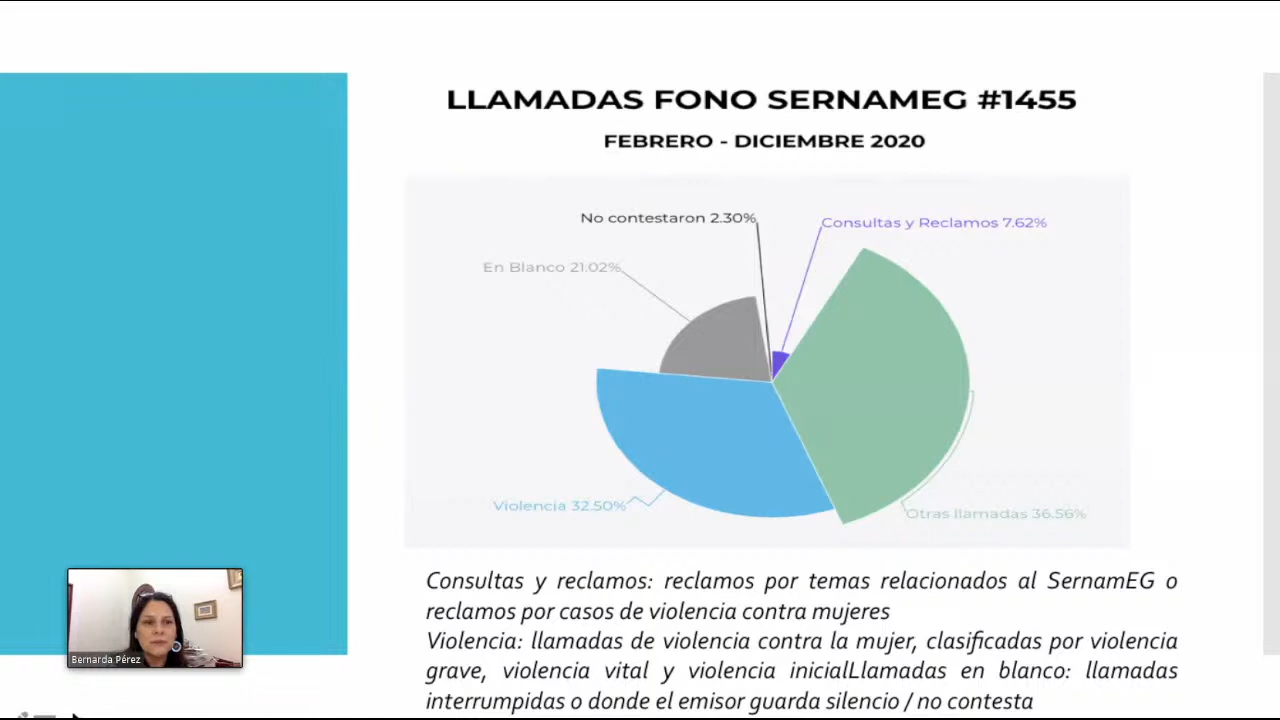 LLAMADAS FONO SERNAMEG #1455
FEBRERO - DICIEMBRE 2020
No contestaron 2.30%
Consultas y Reclamos 7.62%
En Blanco 21.02%
Violencia 32.50%
Otras llamadas 36.56%
Consultas y reclamos: reclamos por temas relacionados al SernamEG o
reclamos por casos de violencia contra mujeres
Violencia: llamadas de violencia contra la mujer, clasificadas por violencia
grave, violencia vital y violencia inicialLlamadas en blanco: llamadas
interrumpidas o donde el emisor guarda silencio / no contesta
Bernarda Pérez